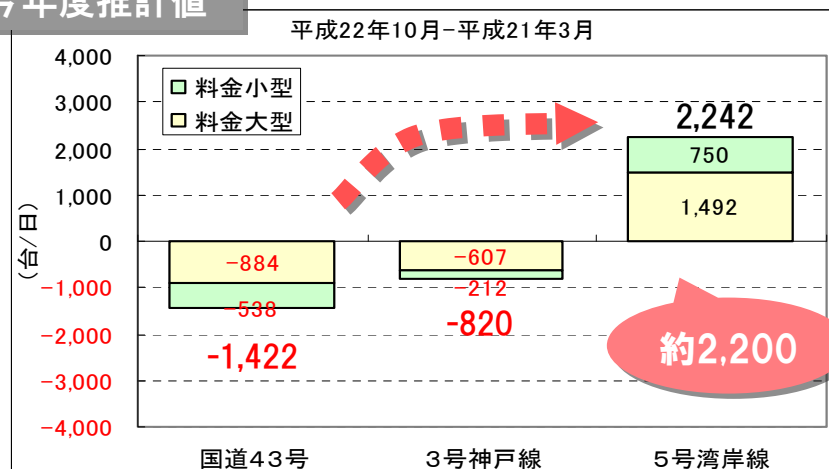 今年度推計値
平成22年10月-平成21年3月
4,000
3,000
2,000
1,000
0
-1,000
-2,000
-3,000
-4,000
(台/日)
料金小型
料金大型
2,242
750
1,492
-884
-538
-1,422
-607
-212
-820
約2,200
国道43号
3号神戸線
5号湾岸線